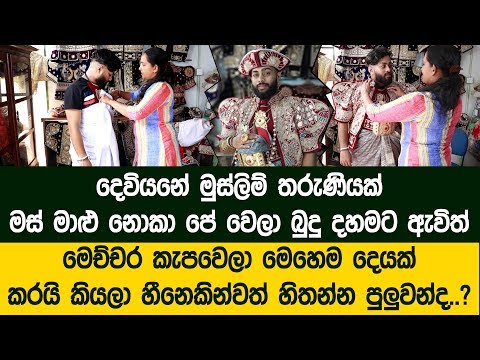 දෙවියනේ මුස්ලිම් තරුණියක්
මස් මාළු නොකා පේ වෙලා බුදු දහමට ඇවිත්
මෙච්චර කැපවෙලා මෙහෙම දෙයක්
කරයි කියලා හීනෙකින්වත් හිතන්න පුලුවන්ද..?